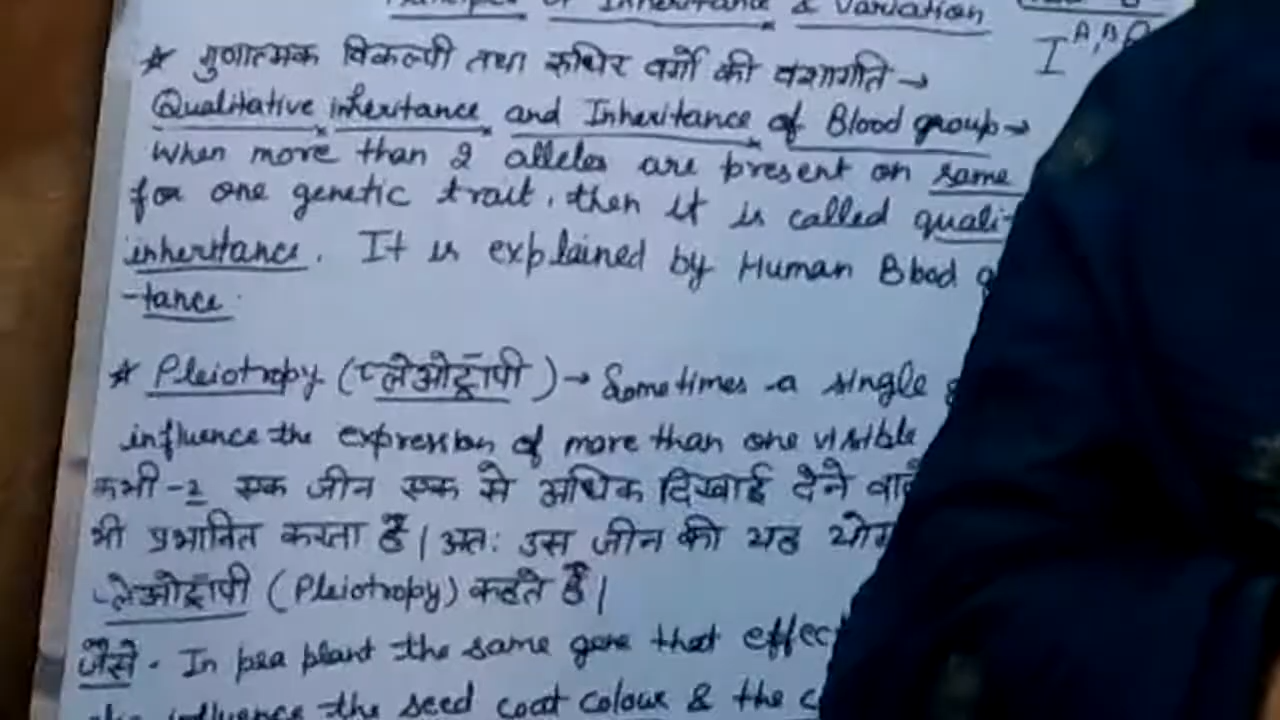 Inheritance & Variation
I A,B
★ गुणात्मक विकल्पी तथा रुधिर वर्गो की वंशागति →
Qualitative inheritance and Inheritance of Blood group →
When more than 2 alleles are present on same
for one genetic trait, then it is called quali-
inheritance. It is explained by Human Blood
-tance.
★ Pleiotropy (प्लेओट्रॉपी) → Sometimes a single
influence the expression of more than one visible
कभी-2 एक जीन एक से अधिक दिखाई देने
भी प्रभावित करता है। अतः उस जीन की यह
प्लेओट्रॉपी (Pleiotropy) कहते है।
जैसे - In pea plant the same gene that effec
influence the seed coat colour & the